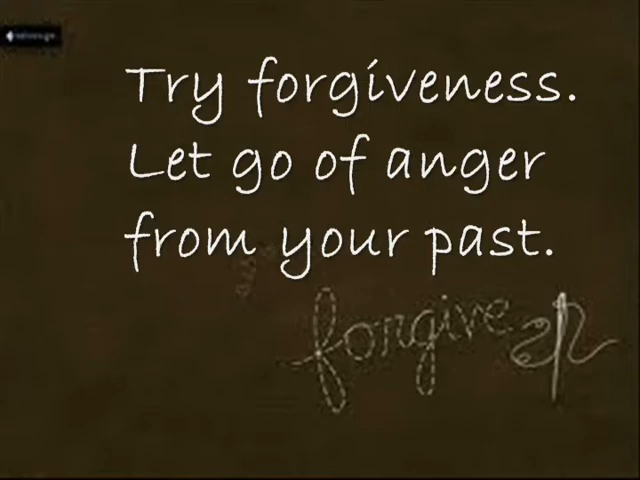 Try forgiveness.
Let go of anger
from your past.
forgive